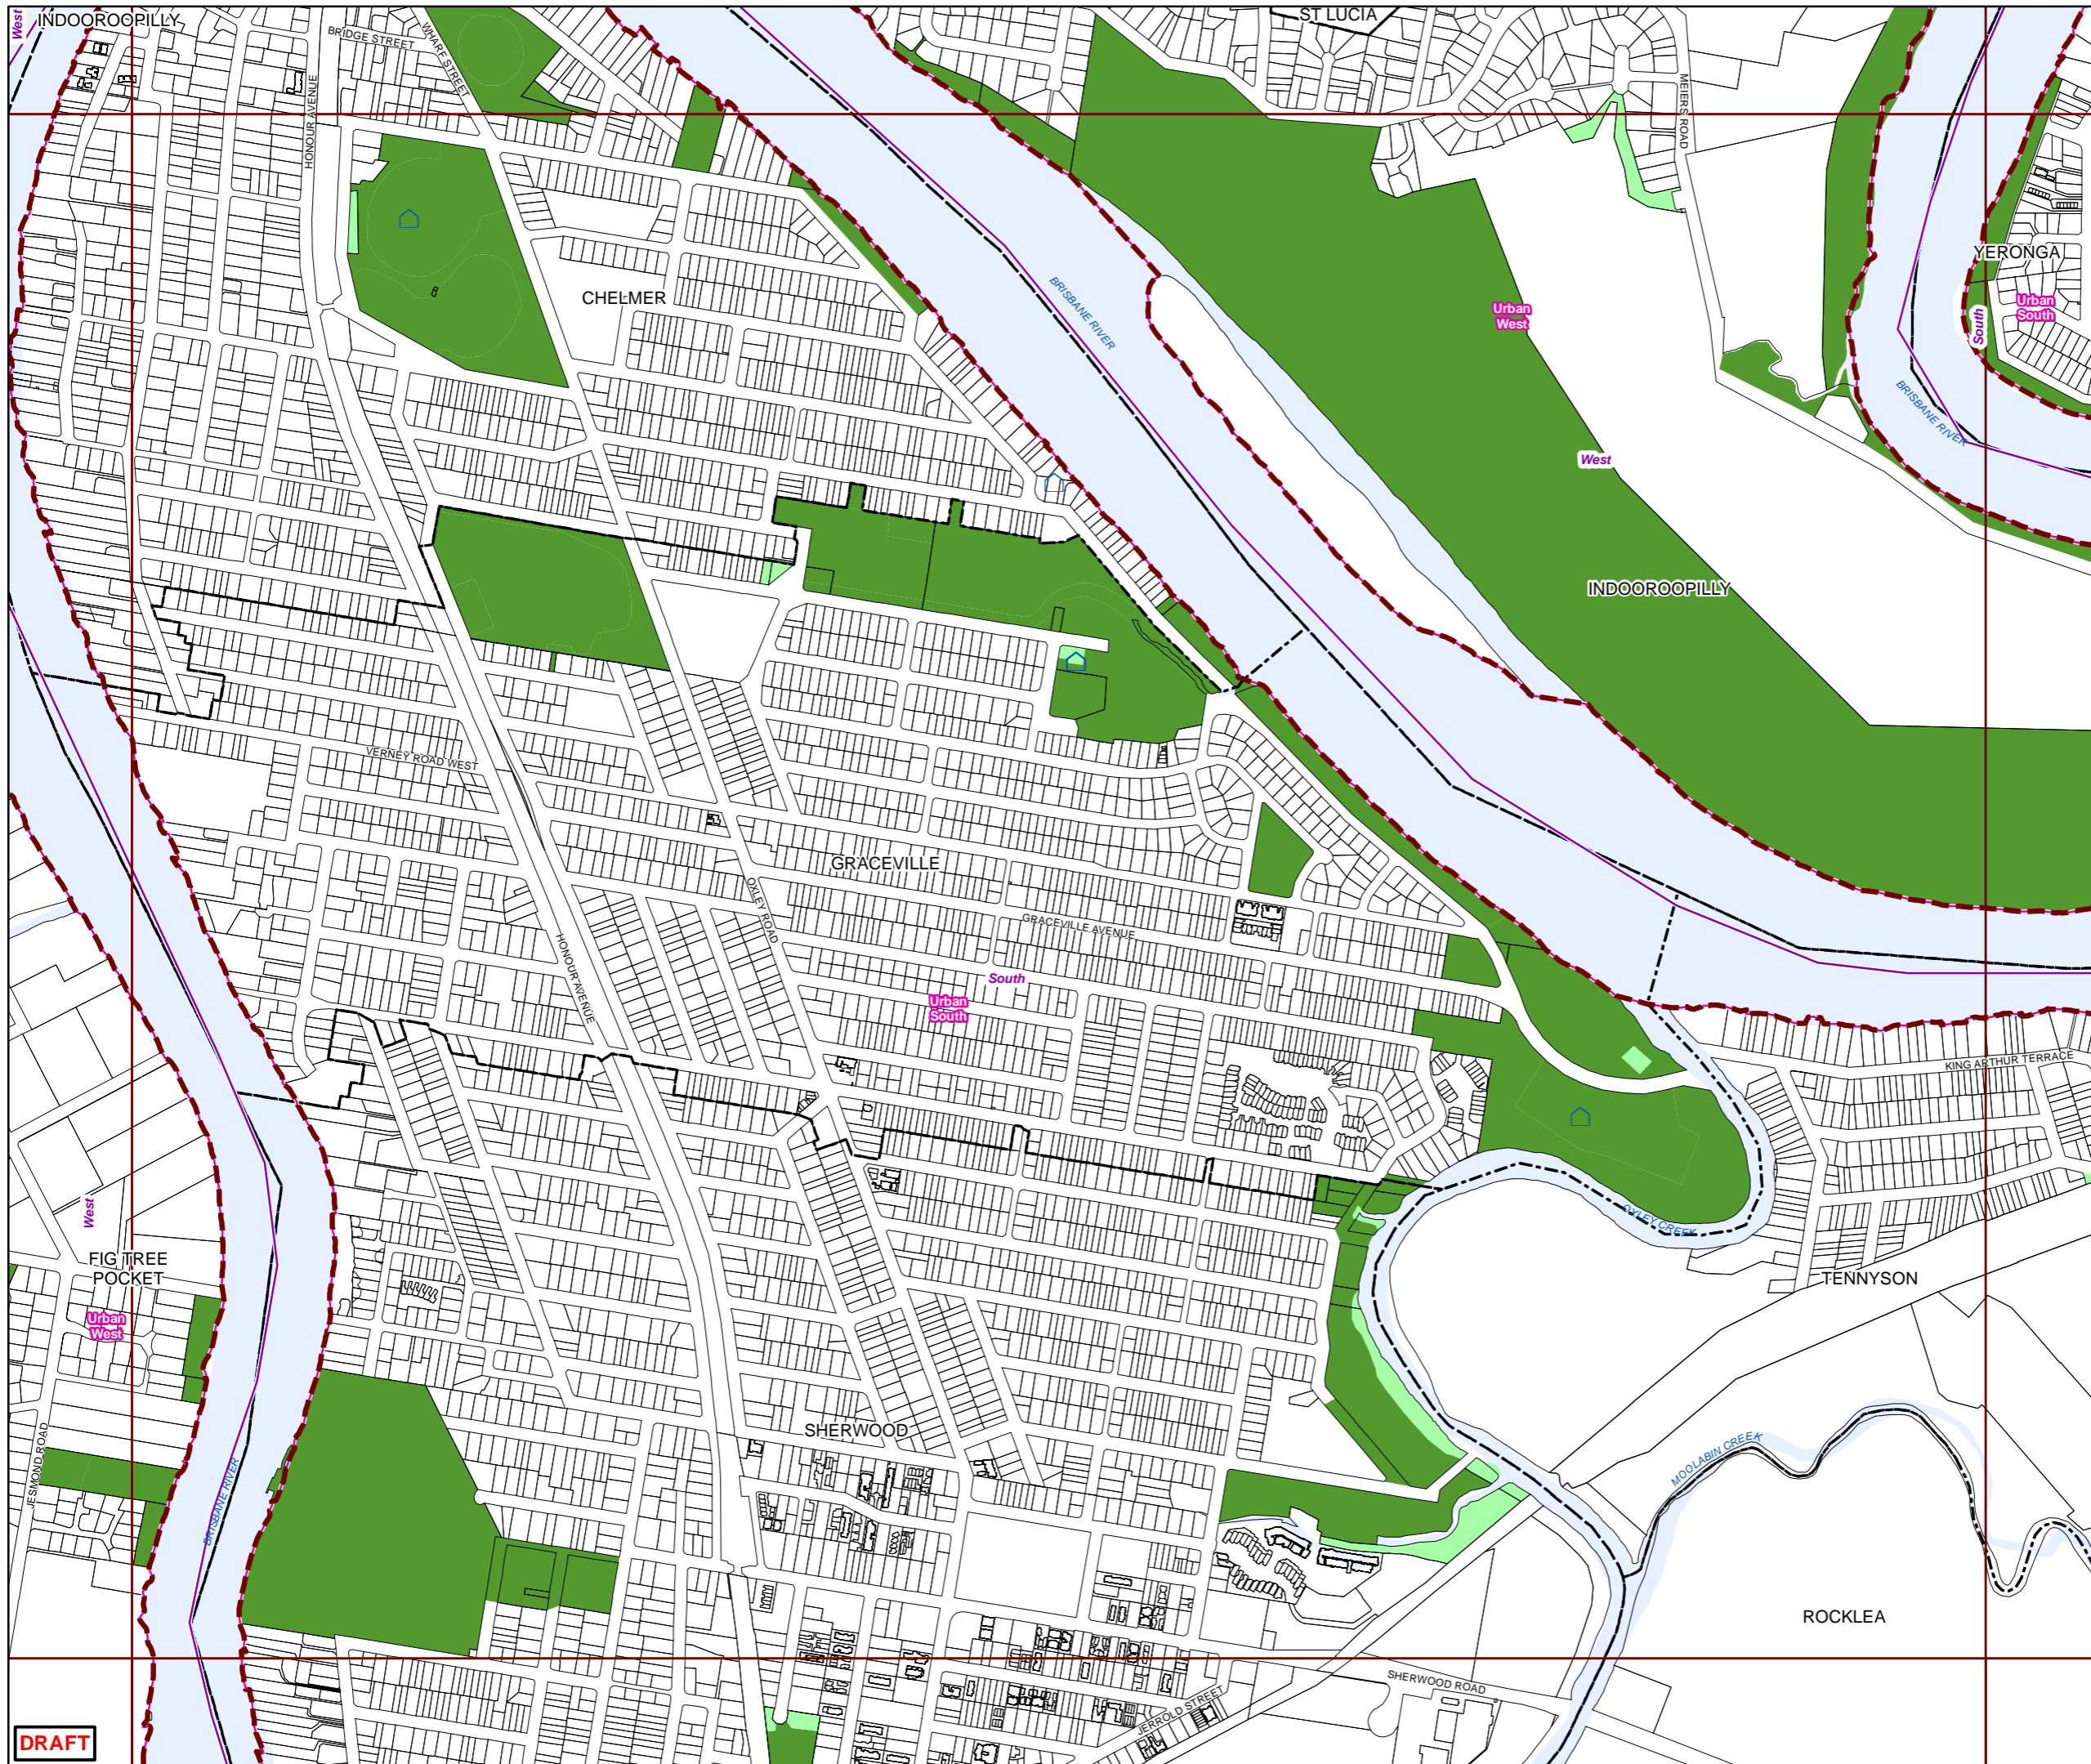 West
INDOOROOPILLY
BRIDGE STREET
WHARF STREET
HONOUR AVENUE
ST LUCIA
MEIERS ROAD
YERONGA
Urban
South
South
CHELMER
BRISBANE RIVER
Urban
West
BRISBANE RIVER
West
INDOOROOPILLY
VERNEY ROAD WEST
GRACEVILLE
OXLEY ROAD
GRACEVILLE AVENUE
HONOUR AVENUE
South
Urban
South
KING ARTHUR TERRACE
West
OXLEY CREEK
FIG TREE
POCKET
TENNYSON
Urban
West
SHERWOOD
JESMOND ROAD
BRISBANE RIVER
MOOLABIN CREEK
ROCKLEA
SHERWOOD ROAD
JERROLD STREET
DRAFT